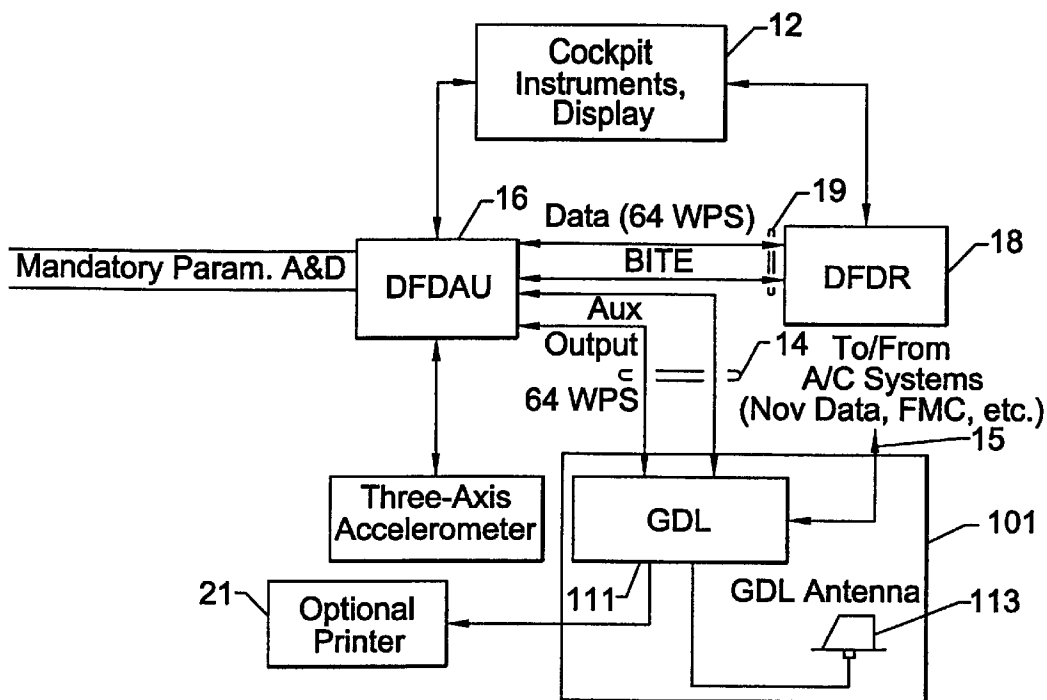 12
Cockpit
Instruments,
Display
16
Data (64 WPS)
19
18
Mandatory Param. A&D
DFDAU
BITE
DFDR
Aux
Output
14
64 WPS
To/From
A/C Systems
(Nov Data, FMC, etc.)
15
Three-Axis
Accelerometer
GDL
101
21
Optional
Printer
111
GDL Antenna
113